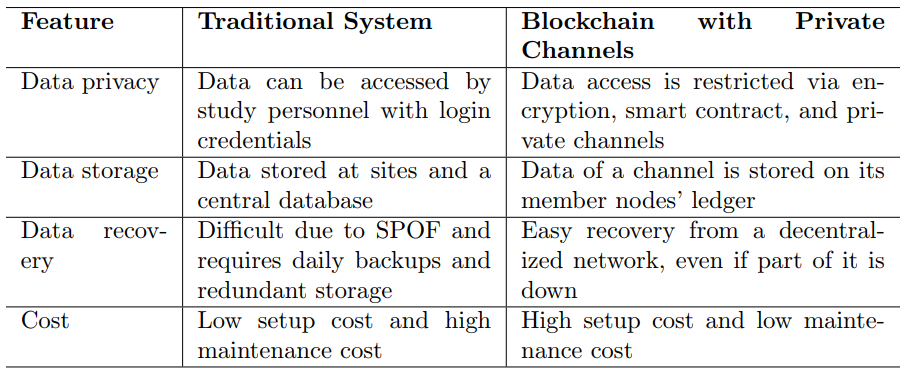 Feature Traditional System Blockchain with Private
Channels
Data privacy Data can be accessed by Data access is restricted via en-
study personnel with login cryption, smart contract, and pri-
credentials vate channels
Data storage Data stored at sites and a Data of a channel is stored on its
central database member nodes’ ledger
Data recov- Difficult due to SPOF and Easy recovery from a decentral-
ery requires daily backups and ized network, even if part of it is
redundant storage down
Cost Low setup cost and high High setup cost and low mainte-
maintenance cost nance cost